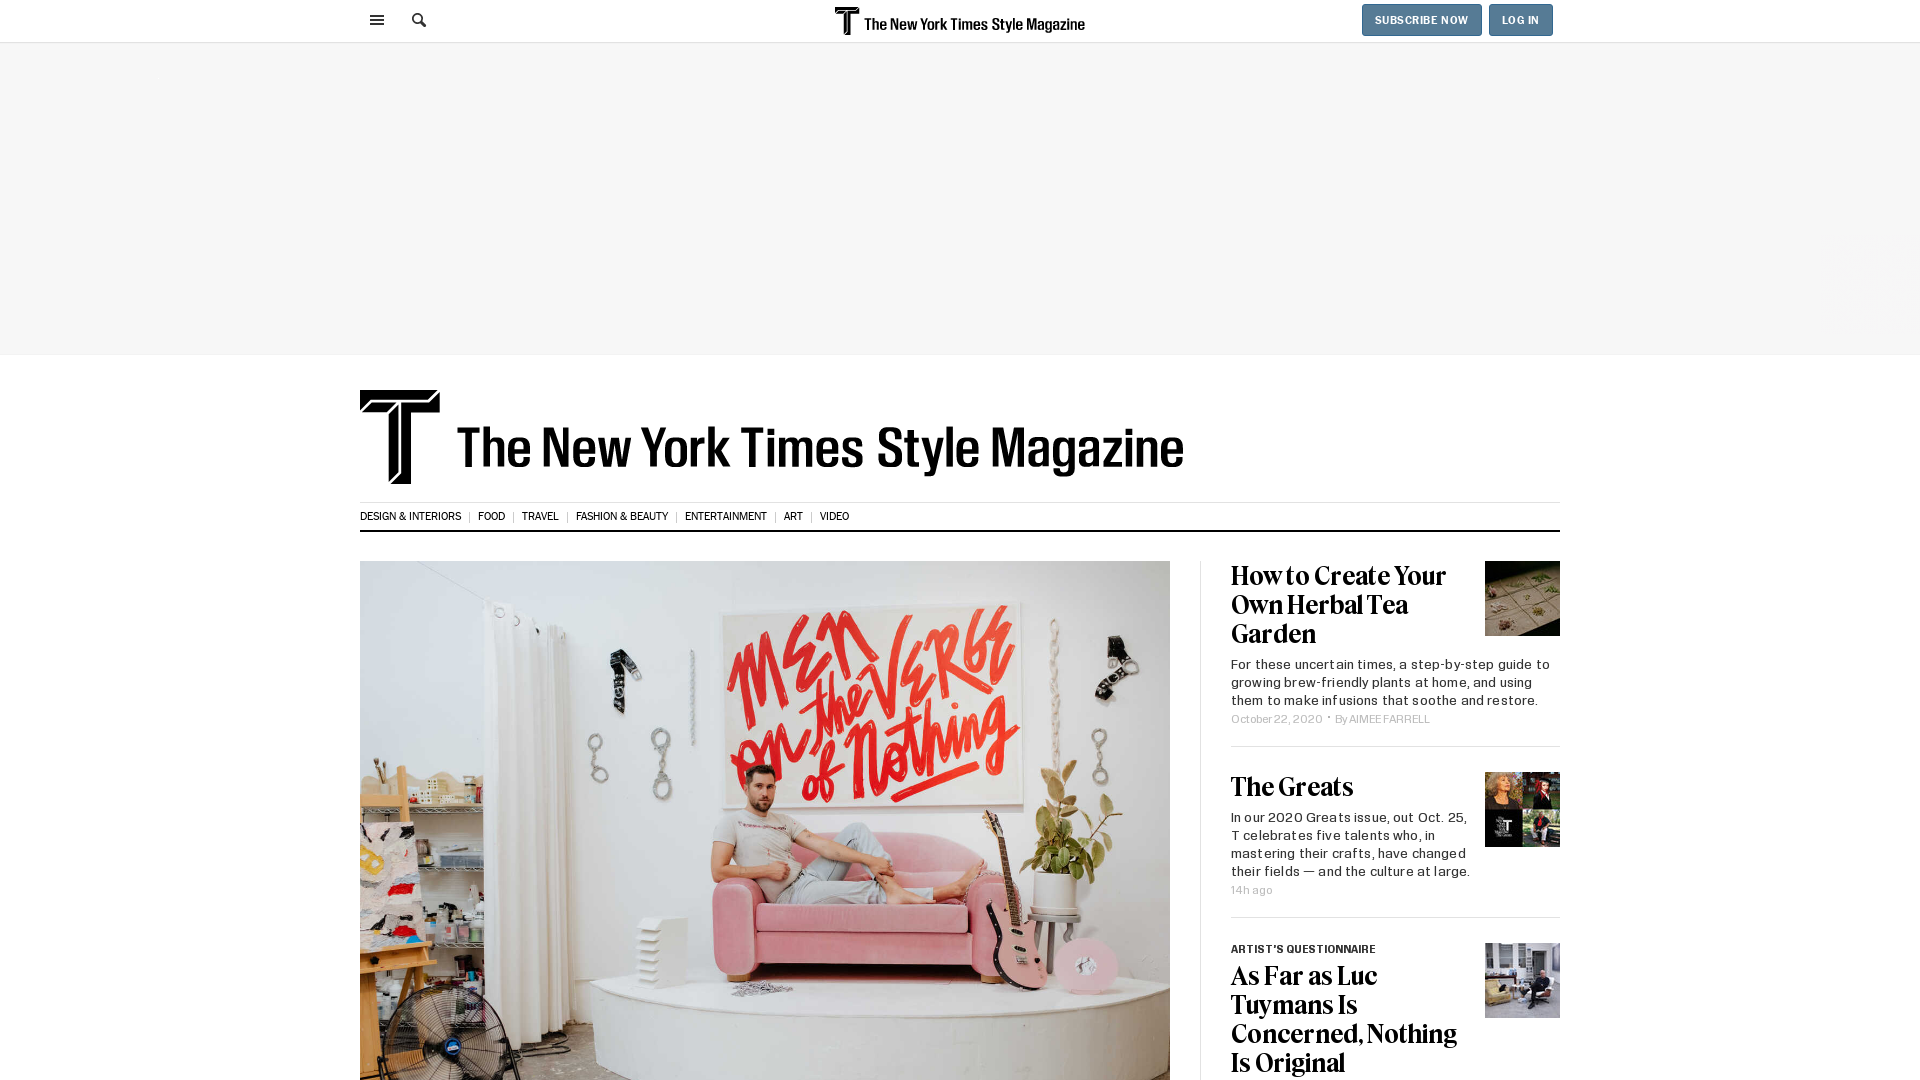 The New York Times Style Magazine
SUBSCRIBE NOW
LOG IN
T The New York Times Style Magazine
DESIGN & INTERIORS
FOOD
TRAVEL
FASHION & BEAUTY
ENTERTAINMENT
ART
VIDEO
MEN
on the VERGE
of Nothing
How to Create Your
Own Herbal Tea
Garden
For these uncertain times, a step-by-step guide to
growing brew-friendly plants at home, and using
them to make infusions that soothe and restore.
October 22, 2020 · By AIMEE FARRELL
The Greats
In our 2020 Greats issue, out Oct. 25,
T celebrates five talents who, in
mastering their crafts, have changed
their fields — and the culture at large.
14h ago
ARTIST'S QUESTIONNAIRE
As Far as Luc
Tuymans Is
Concerned, Nothing
Is Original